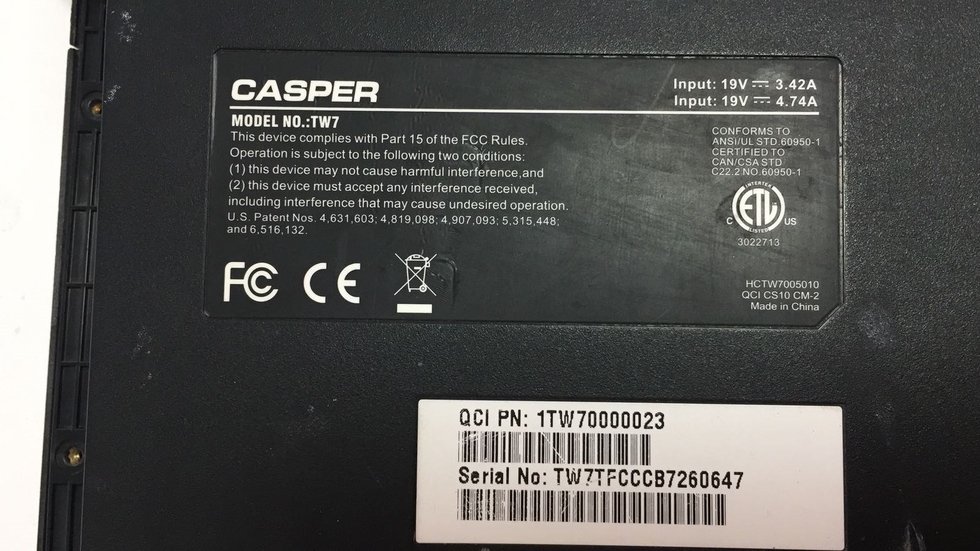 CASPER
Input: 19V ⎓ 3.42A
Input: 19V ⎓ 4.74A
MODEL NO.:TW7
This device complies with Part 15 of the FCC Rules.
Operation is subject to the following two conditions:
(1) this device may not cause harmful interference,and
(2) this device must accept any interference received,
including interference that may cause undesired operation.
U.S. Patent Nos. 4,631,603; 4,819,098; 4,907,093; 5,315,448;
and 6,516,132.
CONFORMS TO
ANSI/UL STD 60950-1
CERTIFIED TO
CAN/CSA STD
C22.2 NO.60950-1
INTERTEK
C ETL US
LISTED
3022713
FC CE
HCTW7005010
QCI CS10 CM-2
Made in China
QCI PN: 1TW70000023
Serial No: TW7TFCCCB7260647